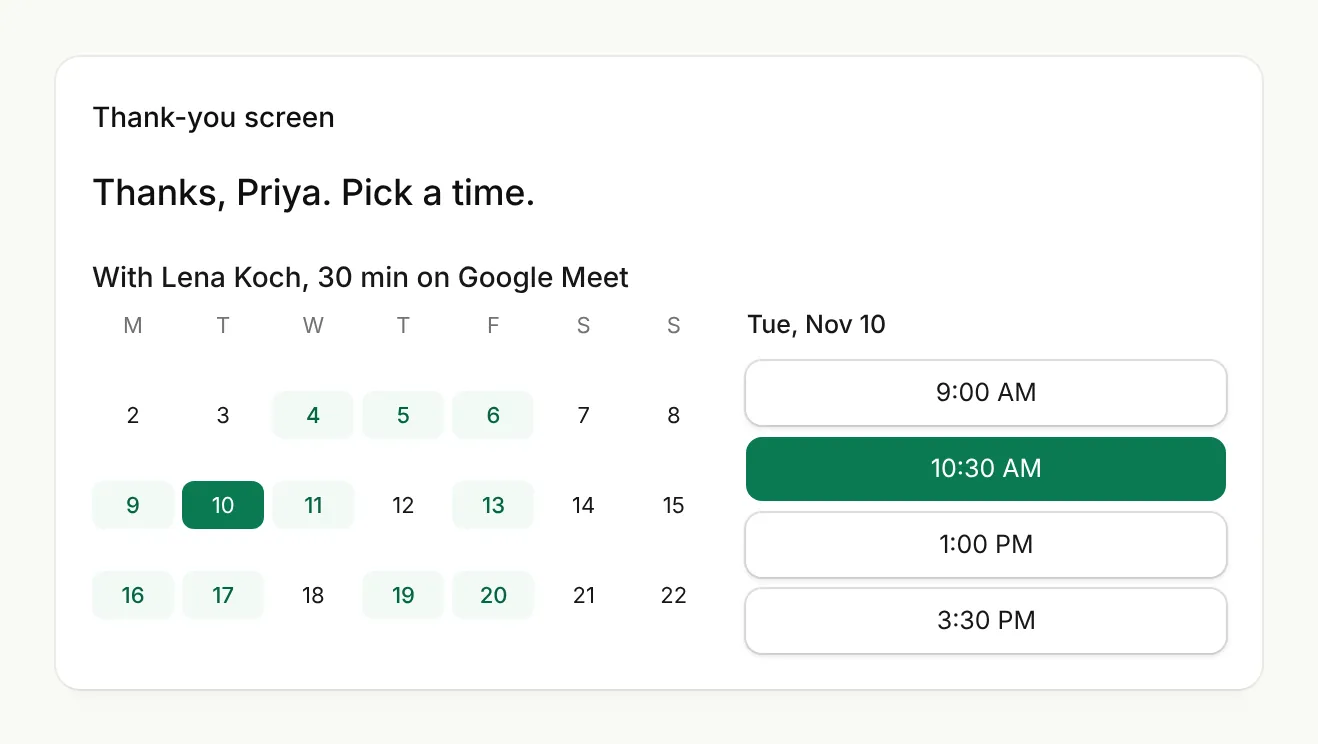 Thank-you screen
Thanks, Priya. Pick a time.
With Lena Koch, 30 min on Google Meet
M T W T F S S
2 3 4 5 6 7 8
9 10 11 12 13 14 15
16 17 18 19 20 21 22
Tue, Nov 10
9:00 AM
10:30 AM
1:00 PM
3:30 PM